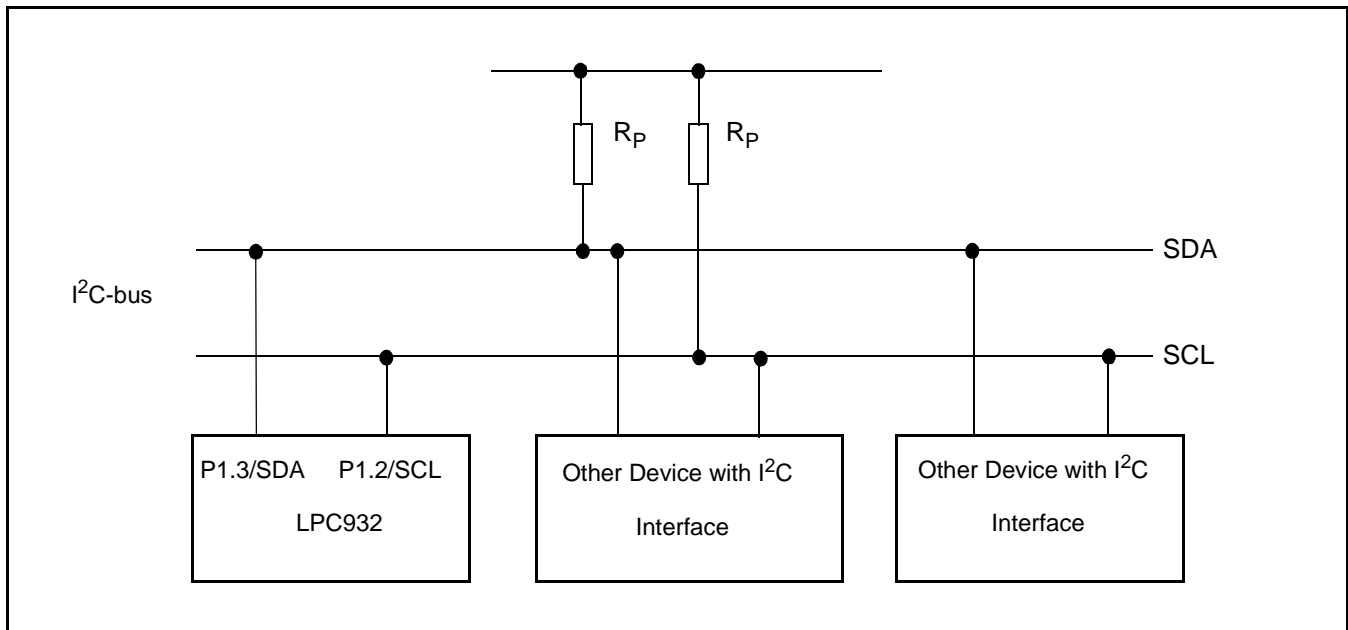 R_P R_P
SDA
I²C-bus
SCL
P1.3/SDA P1.2/SCL
LPC932
Other Device with I²C
Interface
Other Device with I²C
Interface